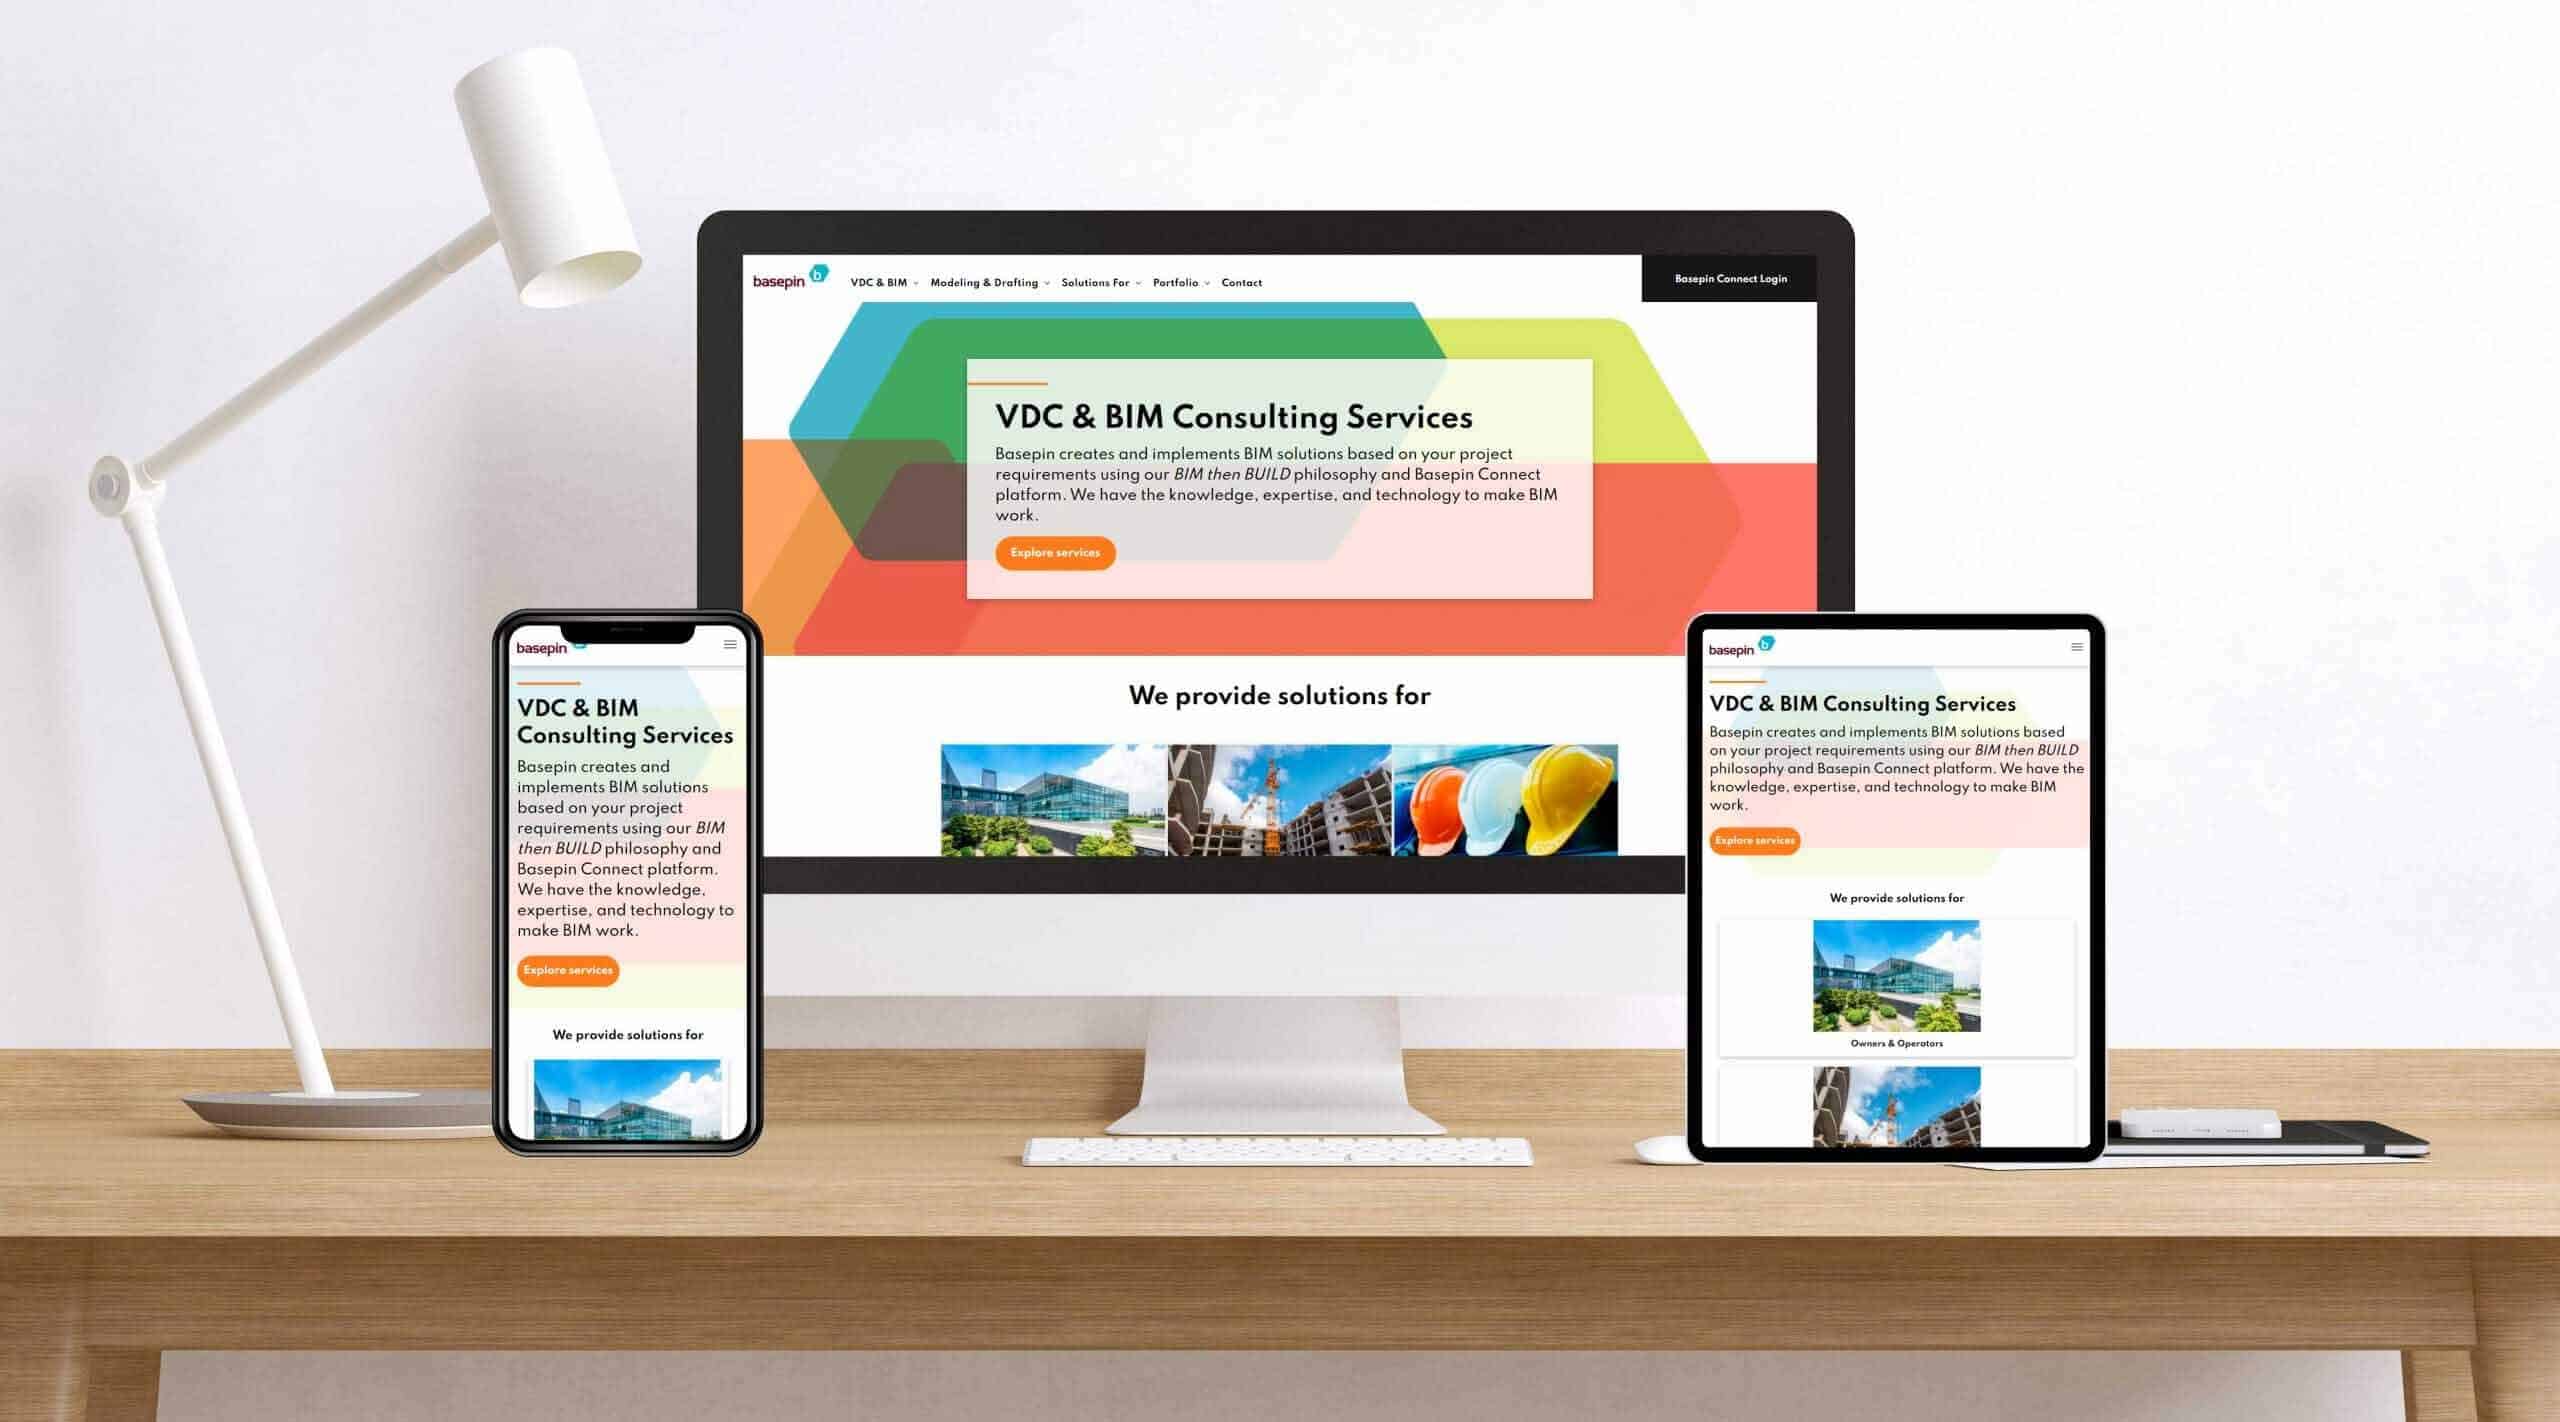 basepin b
VDC & BIM Modeling & Drafting Solutions For Portfolio Contact
Basepin Connect Login
VDC & BIM Consulting Services
Basepin creates and implements BIM solutions based on your project
requirements using our BIM then BUILD philosophy and Basepin Connect
platform. We have the knowledge, expertise, and technology to make BIM
work.
Explore services
We provide solutions for
basepin
VDC & BIM
Consulting Services
Basepin creates and
implements BIM solutions
based on your project
requirements using our BIM
then BUILD philosophy and
Basepin Connect platform.
We have the knowledge,
expertise, and technology to
make BIM work.
Explore services
We provide solutions for
basepin b
VDC & BIM Consulting Services
Basepin creates and implements BIM solutions based
on your project requirements using our BIM then BUILD
philosophy and Basepin Connect platform. We have the
knowledge, expertise, and technology to make BIM
work.
Explore services
We provide solutions for
Owners & Operators